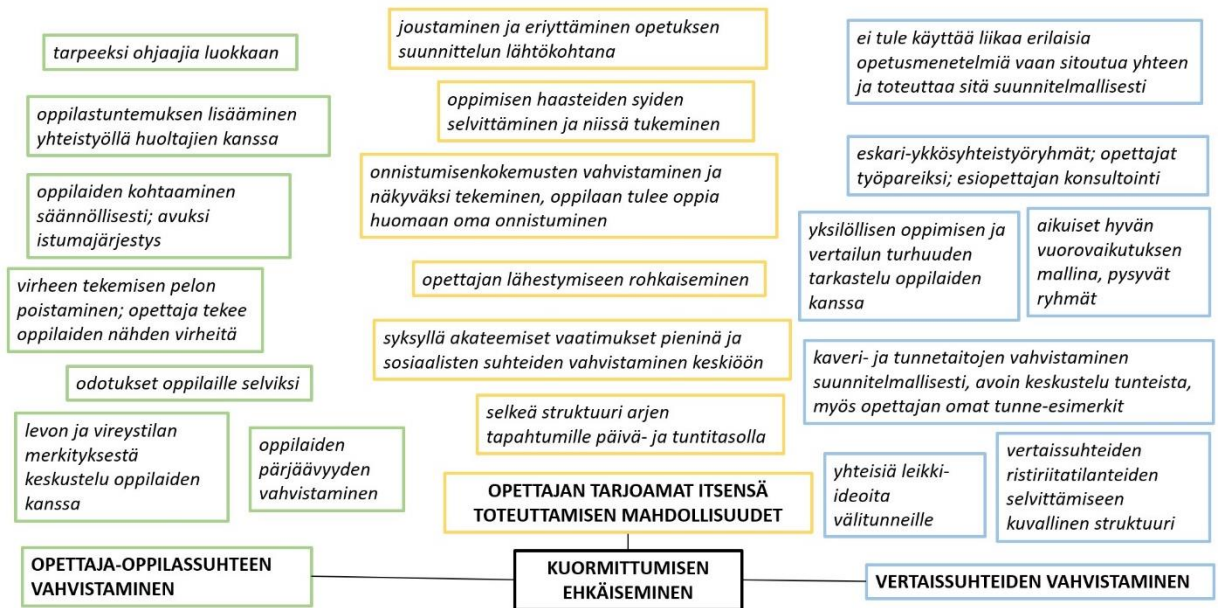 tarpeeksi ohjaajia luokkaan
oppilastuntemuksen lisääminen
yhteistyöllä huoltajien kanssa
oppilaiden kohtaaminen
säännöllisesti; avuksi
istumajärjestys
virheen tekemisen pelon
poistaminen; opettaja tekee
oppilaiden nähden virheitä
odotukset oppilaille selviksi
levon ja vireystilan
merkityksestä
keskustelu oppilaiden
kanssa
oppilaiden
pärjäävyyden
vahvistaminen
OPETTAJA-OPPILASSUHTEEN
VAHVISTAMINEN
joustaminen ja eriyttäminen opetuksen
suunnittelun lähtökohtana
oppimisen haasteiden syiden
selvittäminen ja niissä tukeminen
onnistumisenkokemusten vahvistaminen ja
näkyväksi tekeminen, oppilaan tulee oppia
huomaan oma onnistuminen
opettajan lähestymiseen rohkaiseminen
syksyllä akateemiset vaatimukset pieninä ja
sosiaalisten suhteiden vahvistaminen keskiöön
selkeä struktuuri arjen
tapahtumille päivä- ja tuntitasolla
OPETTAJAN TARJOAMAT ITSENSÄ
TOTEUTTAMISEN MAHDOLLISUUDET
KUORMITTUMISEN
EHKÄISEMINEN
ei tule käyttää liikaa erilaisia
opetusmenetelmiä vaan sitoutua yhteen
ja toteuttaa sitä suunnitelmallisesti
eskari-ykkösyhteistyöryhmät; opettajat
työpareiksi; esiopettajan konsultointi
yksilöllisen oppimisen ja
vertailun turhuuden
tarkastelu oppilaiden
kanssa
aikuiset hyvän
vuorovaikutuksen
mallina, pysyvät
ryhmät
kaveri- ja tunnetaitojen vahvistaminen
suunnitelmallisesti, avoin keskustelu tunteista,
myös opettajan omat tunne-esimerkit
yhteisiä leikki-
ideoita
välitunneille
vertaissuhteiden
ristiriitatilanteiden
selvittämiseen
kuvallinen struktuuri
VERTAISSUHTEIDEN VAHVISTAMINEN